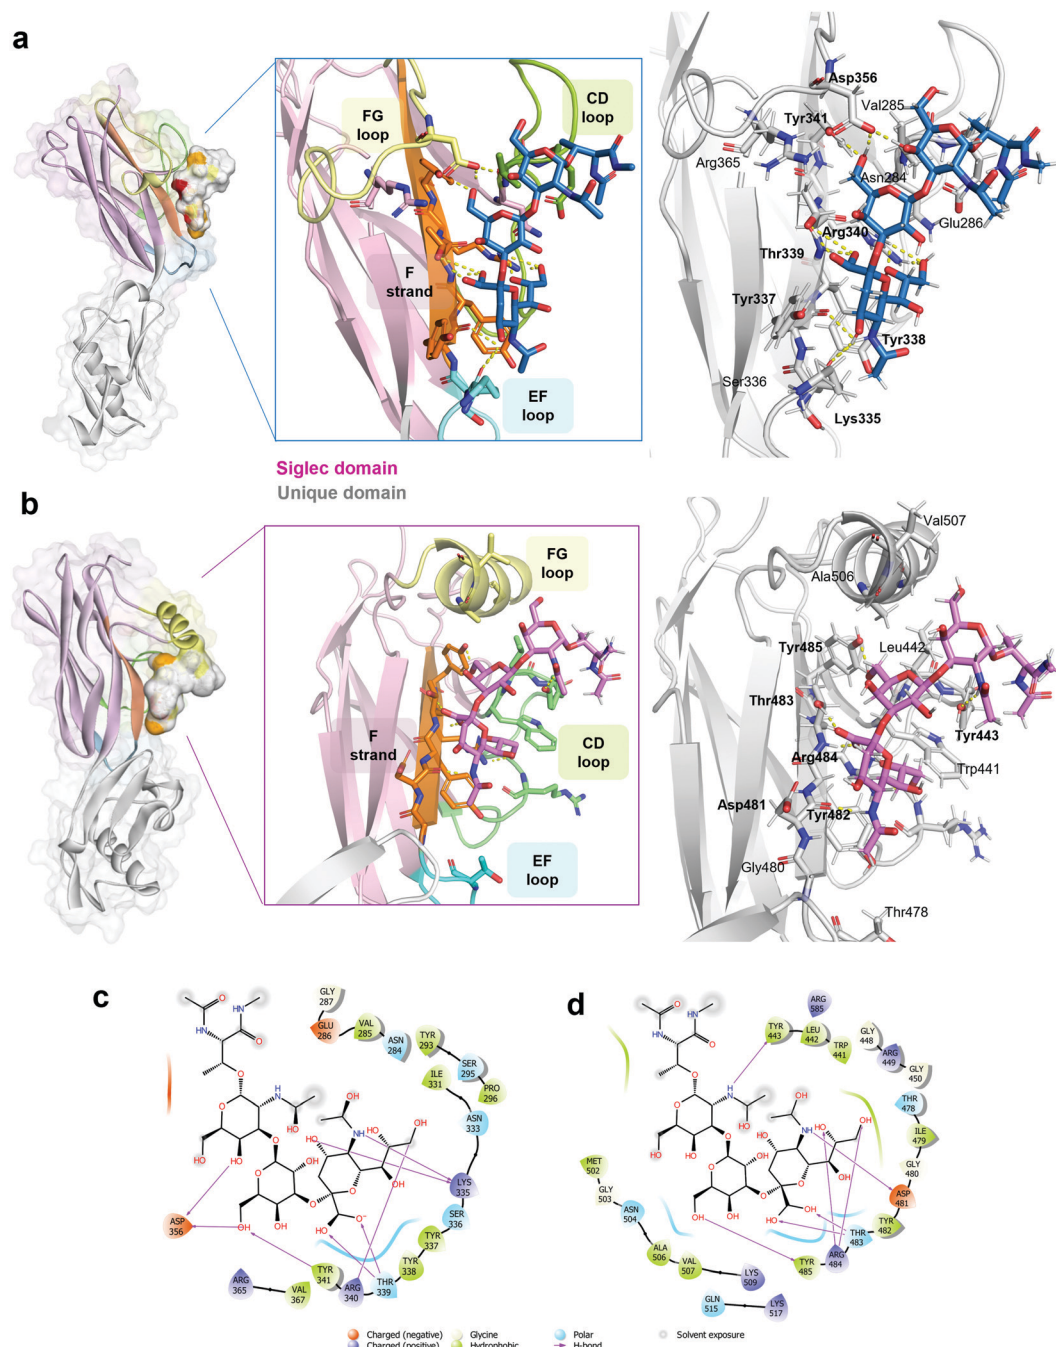 a
FG
loop
CD
loop
F
strand
EF
loop
Asp356
Val285
Tyr341
Arg365
Asn284
Glu286
Arg340
Thr339
Tyr337
Tyr338
Ser336
Lys335
Siglec domain
Unique domain
b
FG
loop
F
strand
CD
loop
EF
loop
Val507
Ala506
Tyr485
Leu442
Thr483
Tyr443
Arg484
Trp441
Asp481
Tyr482
Gly480
Thr478
c
GLY
287
GLU
286
VAL
285
ASN
284
TYR
293
SER
295
PRO
296
ILE
331
ASN
333
LYS
335
SER
336
TYR
337
TYR
338
THR
339
ARG
340
TYR
341
VAL
367
ARG
365
ASP
356
d
ARG
585
TYR
443
LEU
442
TRP
441
GLY
448
ARG
449
GLY
450
THR
478
ILE
479
GLY
480
ASP
481
TYR
482
THR
483
ARG
484
TYR
485
MET
502
GLY
503
ASN
504
ALA
506
VAL
507
LYS
509
GLN
515
LYS
517
Charged (negative)
Glycine
Polar
Solvent exposure
Charged (positive)
Hydrophobic
H-bond